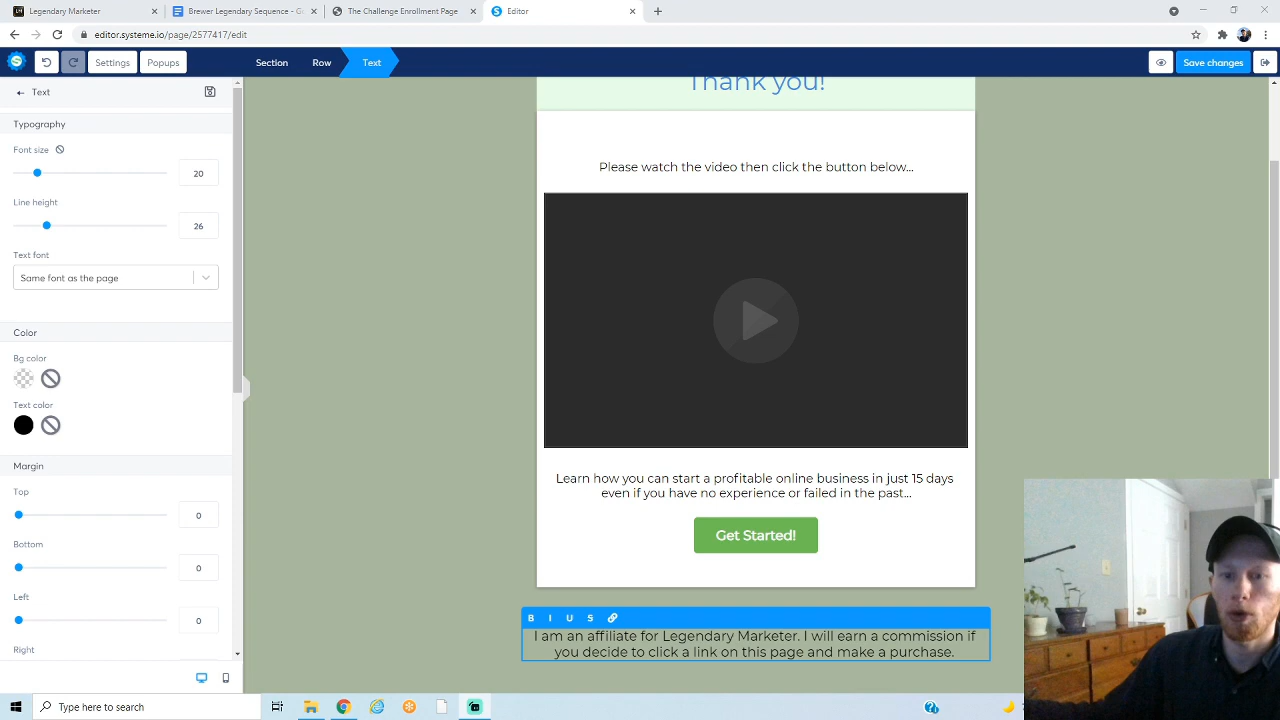 Legendary Marketer
Brewer Legendary Sequence - G
The Challenge Enrollment Page
Editor
editor.systeme.io/page/2577417/edit
Settings
Popups
Section
Row
Text
Save changes
Text
Typography
Font size
20
Line height
26
Text font
Same font as the page
Color
Bg color
Text color
Margin
Top
0
Bottom
0
Left
0
Right
Thank you!
Please watch the video then click the button below...
Learn how you can start a profitable online business in just 15 days
even if you have no experience or failed in the past...
Get Started!
B I U S
I am an affiliate for Legendary Marketer. I will earn a commission if
you decide to click a link on this page and make a purchase.
Type here to search